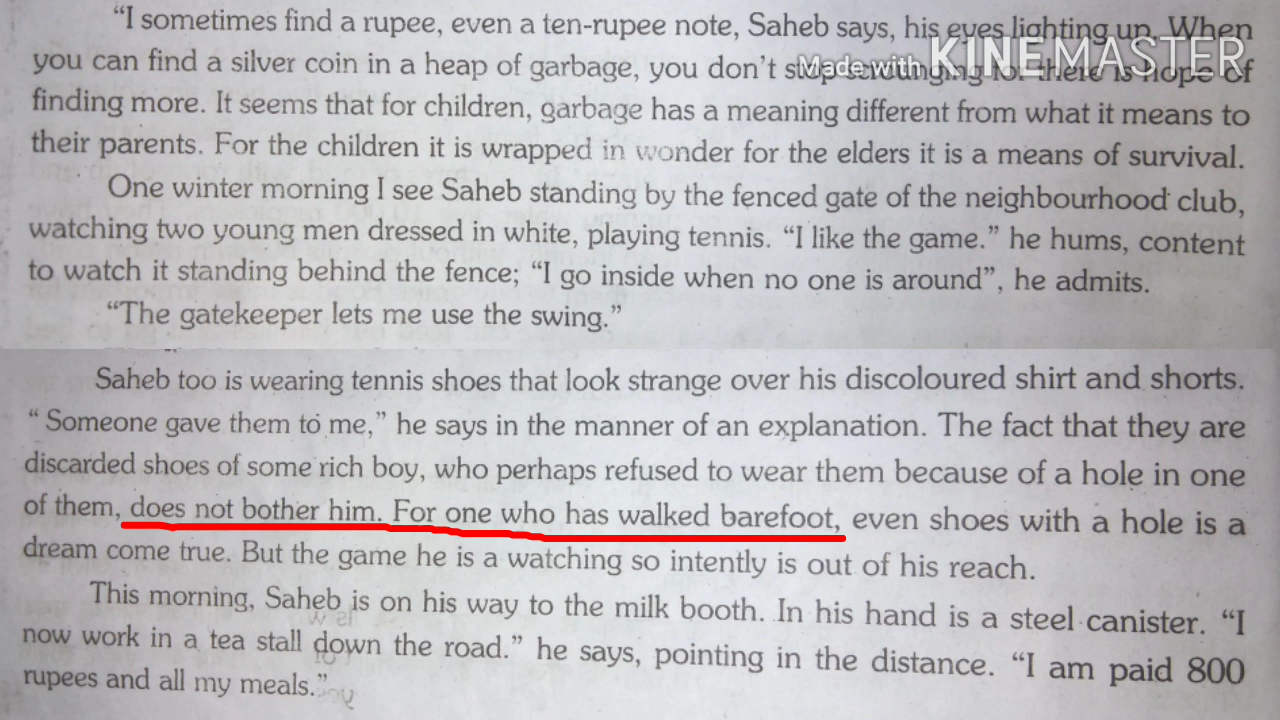 “I sometimes find a rupee, even a ten-rupee note, Saheb says, his eyes lighting up. When
you can find a silver coin in a heap of garbage, you don’t stop scrounging for there is hope of
Made with KINEMASTER
finding more. It seems that for children, garbage has a meaning different from what it means to
their parents. For the children it is wrapped in wonder for the elders it is a means of survival.
One winter morning I see Saheb standing by the fenced gate of the neighbourhood club,
watching two young men dressed in white, playing tennis. “I like the game.” he hums, content
to watch it standing behind the fence; “I go inside when no one is around”, he admits.
“The gatekeeper lets me use the swing.”
Saheb too is wearing tennis shoes that look strange over his discoloured shirt and shorts.
“ Someone gave them to me,” he says in the manner of an explanation. The fact that they are
discarded shoes of some rich boy, who perhaps refused to wear them because of a hole in one
of them, does not bother him. For one who has walked barefoot, even shoes with a hole is a
dream come true. But the game he is a watching so intently is out of his reach.
This morning, Saheb is on his way to the milk booth. In his hand is a steel canister. “I
now work in a tea stall down the road.” he says, pointing in the distance. “I am paid 800
rupees and all my meals.”